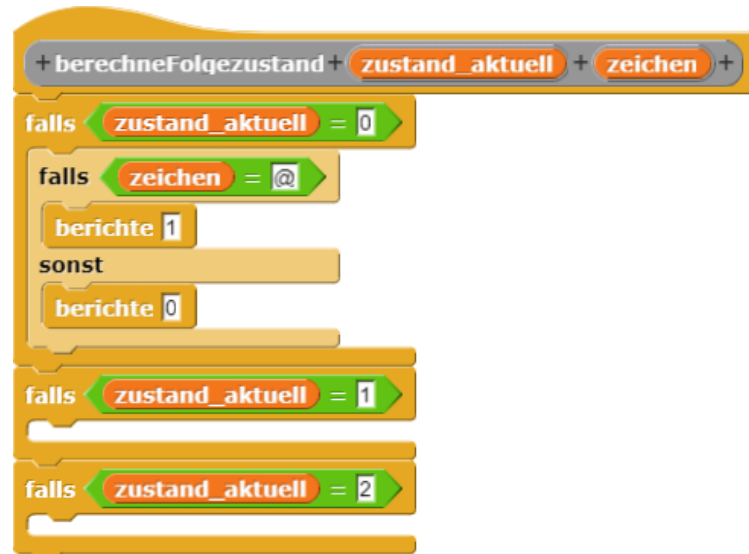 + berechneFolgezustand + zustand_aktuell + zeichen +
falls zustand_aktuell = 0
falls zeichen = @
berichte 1
sonst
berichte 0
falls zustand_aktuell = 1
falls zustand_aktuell = 2